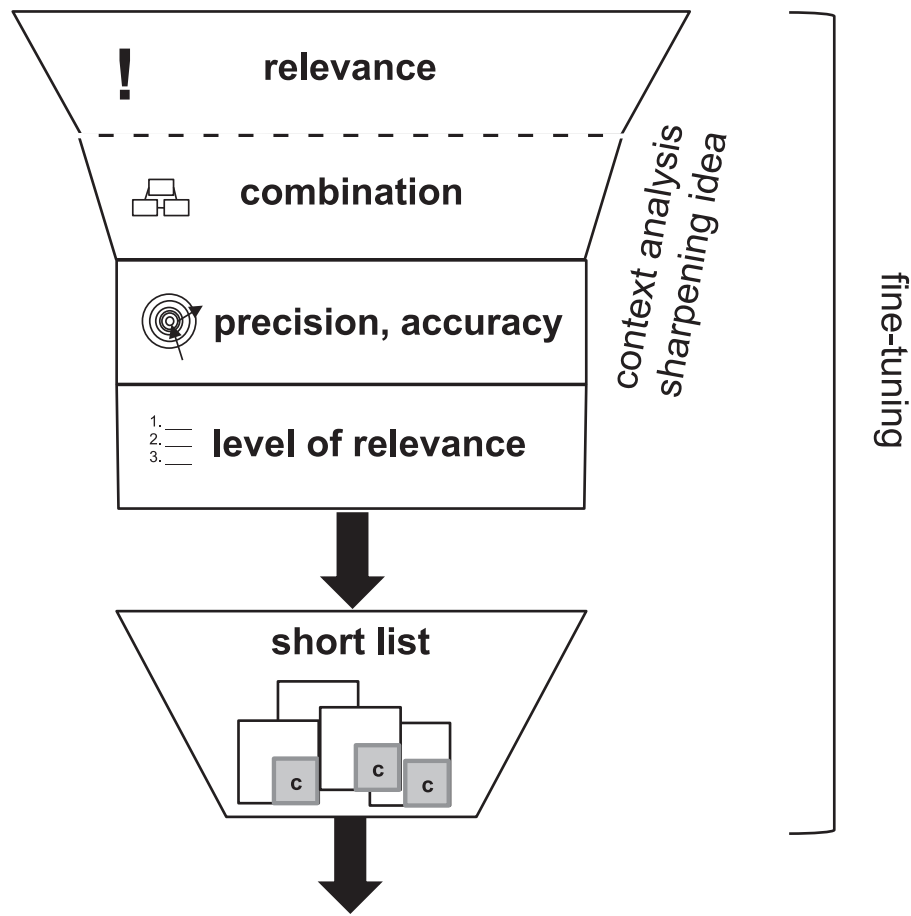 ! relevance
combination
precision, accuracy
1.
2.
3.
level of relevance
context analysis
sharpening idea
fine-tuning
short list
c
c
c